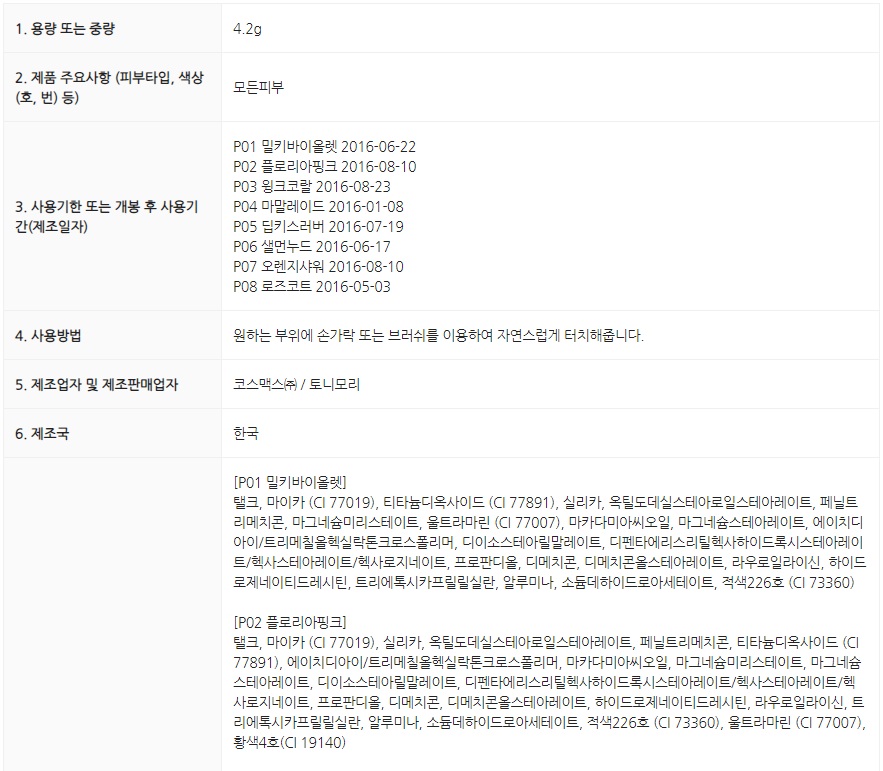 1. 용량 또는 중량
4.2g
2. 제품 주요사항 (피부타입, 색상
(호, 번) 등)
모든피부
3. 사용기한 또는 개봉 후 사용기
간(제조일자)
P01 밀키바이올렛 2016-06-22
P02 플로리아핑크 2016-08-10
P03 윙크코랄 2016-08-23
P04 마말레이드 2016-01-08
P05 딥키스러버 2016-07-19
P06 샐먼누드 2016-06-17
P07 오렌지샤워 2016-08-10
P08 로즈코트 2016-05-03
4. 사용방법
원하는 부위에 손가락 또는 브러쉬를 이용하여 자연스럽게 터치해줍니다.
5. 제조업자 및 제조판매업자
코스맥스㈜ / 토니모리
6. 제조국
한국
[P01 밀키바이올렛]
탤크, 마이카 (CI 77019), 티타늄디옥사이드 (CI 77891), 실리카, 옥틸도데실스테아로일스테아레이트, 페닐트
리메치콘, 마그네슘미리스테이트, 울트라마린 (CI 77007), 마카다미아씨오일, 마그네슘스테아레이트, 에이치디
아이/트리메칠올헥실락톤크로스폴리머, 디이소스테아릴말레이트, 디펜타에리스리틸헥사하이드록시스테아레이
트/헥사스테아레이트/헥사로지네이트, 프로판디올, 디메치콘, 디메치콘올스테아레이트, 라우로일라이신, 하이드
로제네이티드레시틴, 트리에톡시카프릴릴실란, 알루미나, 소듐데하이드로아세테이트, 적색226호 (CI 73360)
[P02 플로리아핑크]
탤크, 마이카 (CI 77019), 실리카, 옥틸도데실스테아로일스테아레이트, 페닐트리메치콘, 티타늄디옥사이드 (CI
77891), 에이치디아이/트리메칠올헥실락톤크로스폴리머, 마카다미아씨오일, 마그네슘미리스테이트, 마그네슘
스테아레이트, 디이소스테아릴말레이트, 디펜타에리스리틸헥사하이드록시스테아레이트/헥사스테아레이트/헥
사로지네이트, 프로판디올, 디메치콘, 디메치콘올스테아레이트, 하이드로제네이티드레시틴, 라우로일라이신, 트
리에톡시카프릴릴실란, 알루미나, 소듐데하이드로아세테이트, 적색226호 (CI 73360), 울트라마린 (CI 77007),
황색4호(CI 19140)